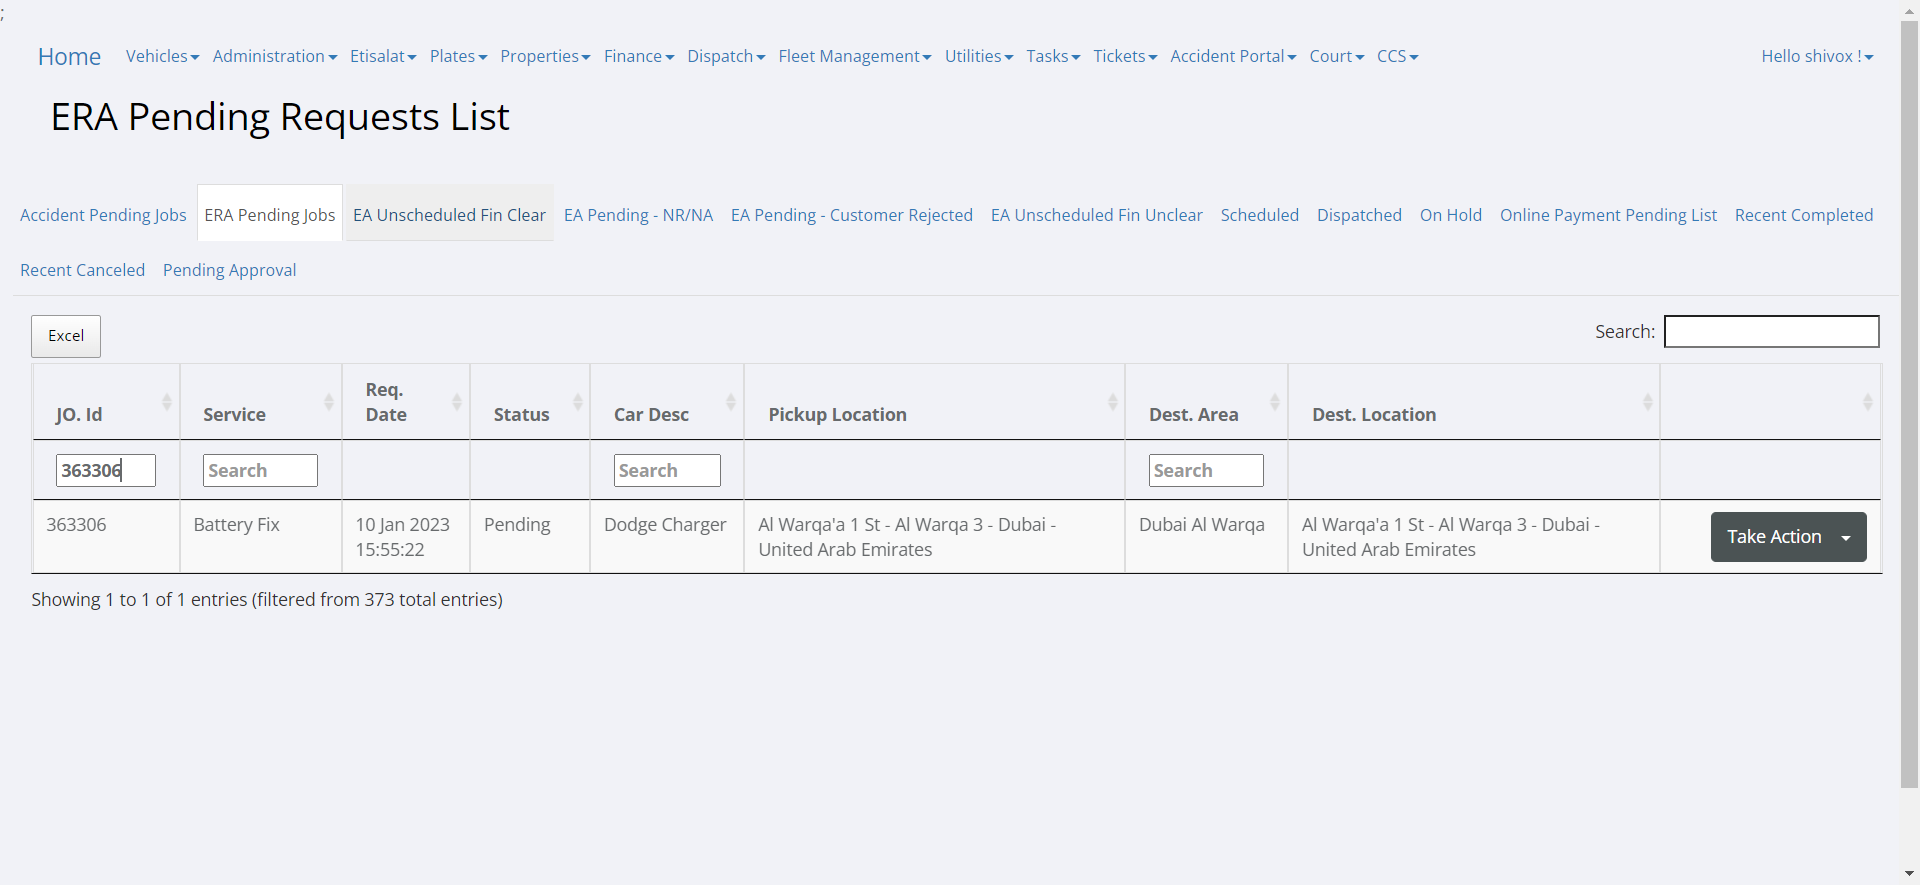 ;
Home Vehicles Administration Etisalat Plates Properties Finance Dispatch Fleet Management Utilities Tasks Tickets Accident Portal Court CCS Hello shivox !
ERA Pending Requests List
Accident Pending Jobs ERA Pending Jobs EA Unscheduled Fin Clear EA Pending - NR/NA EA Pending - Customer Rejected EA Unscheduled Fin Unclear Scheduled Dispatched On Hold Online Payment Pending List Recent Completed
Recent Canceled Pending Approval
Excel Search:
JO. Id Service Req. Date Status Car Desc Pickup Location Dest. Area Dest. Location
363306 Search Search Search
363306 Battery Fix 10 Jan 2023 Pending Dodge Charger Al Warqa'a 1 St - Al Warqa 3 - Dubai - Dubai Al Warqa Al Warqa'a 1 St - Al Warqa 3 - Dubai - Take Action
15:55:22 United Arab Emirates United Arab Emirates
Showing 1 to 1 of 1 entries (filtered from 373 total entries)